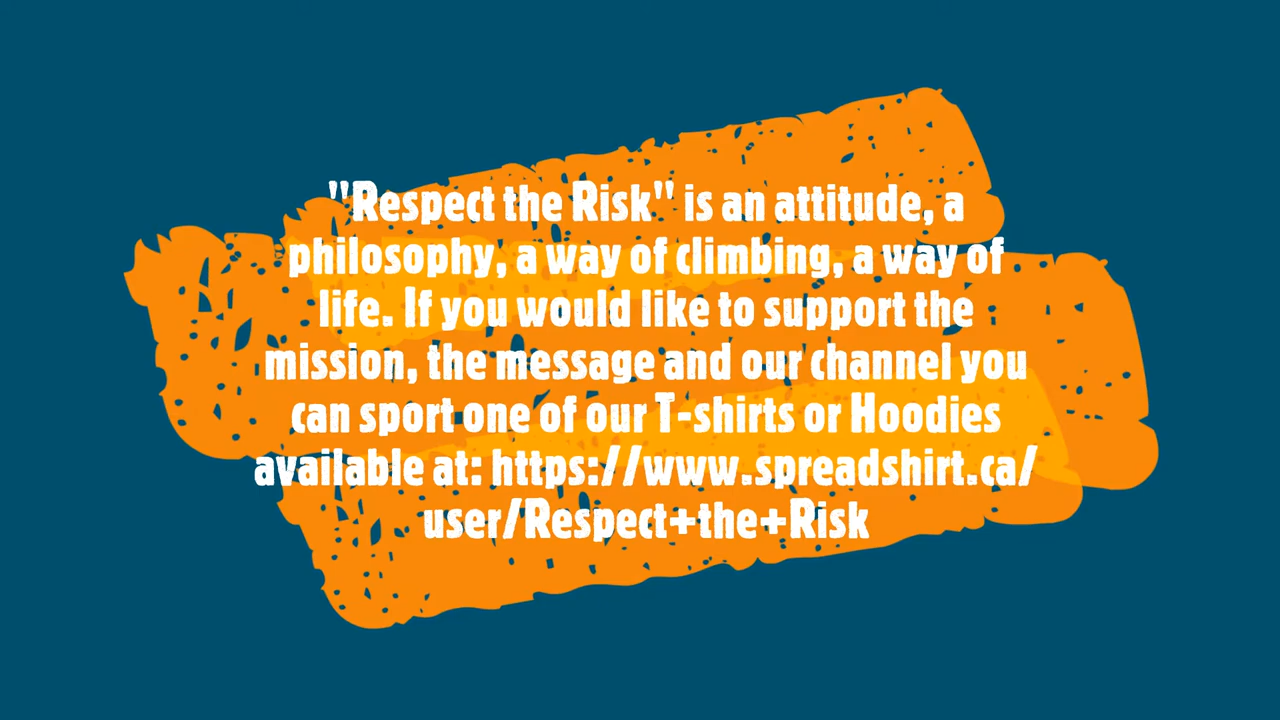 "Respect the Risk" is an attitude, a
philosophy, a way of climbing, a way of
life. If you would like to support the
mission, the message and our channel you
can sport one of our T-shirts or Hoodies
available at: https://www.spreadshirt.ca/
user/Respect+the+Risk